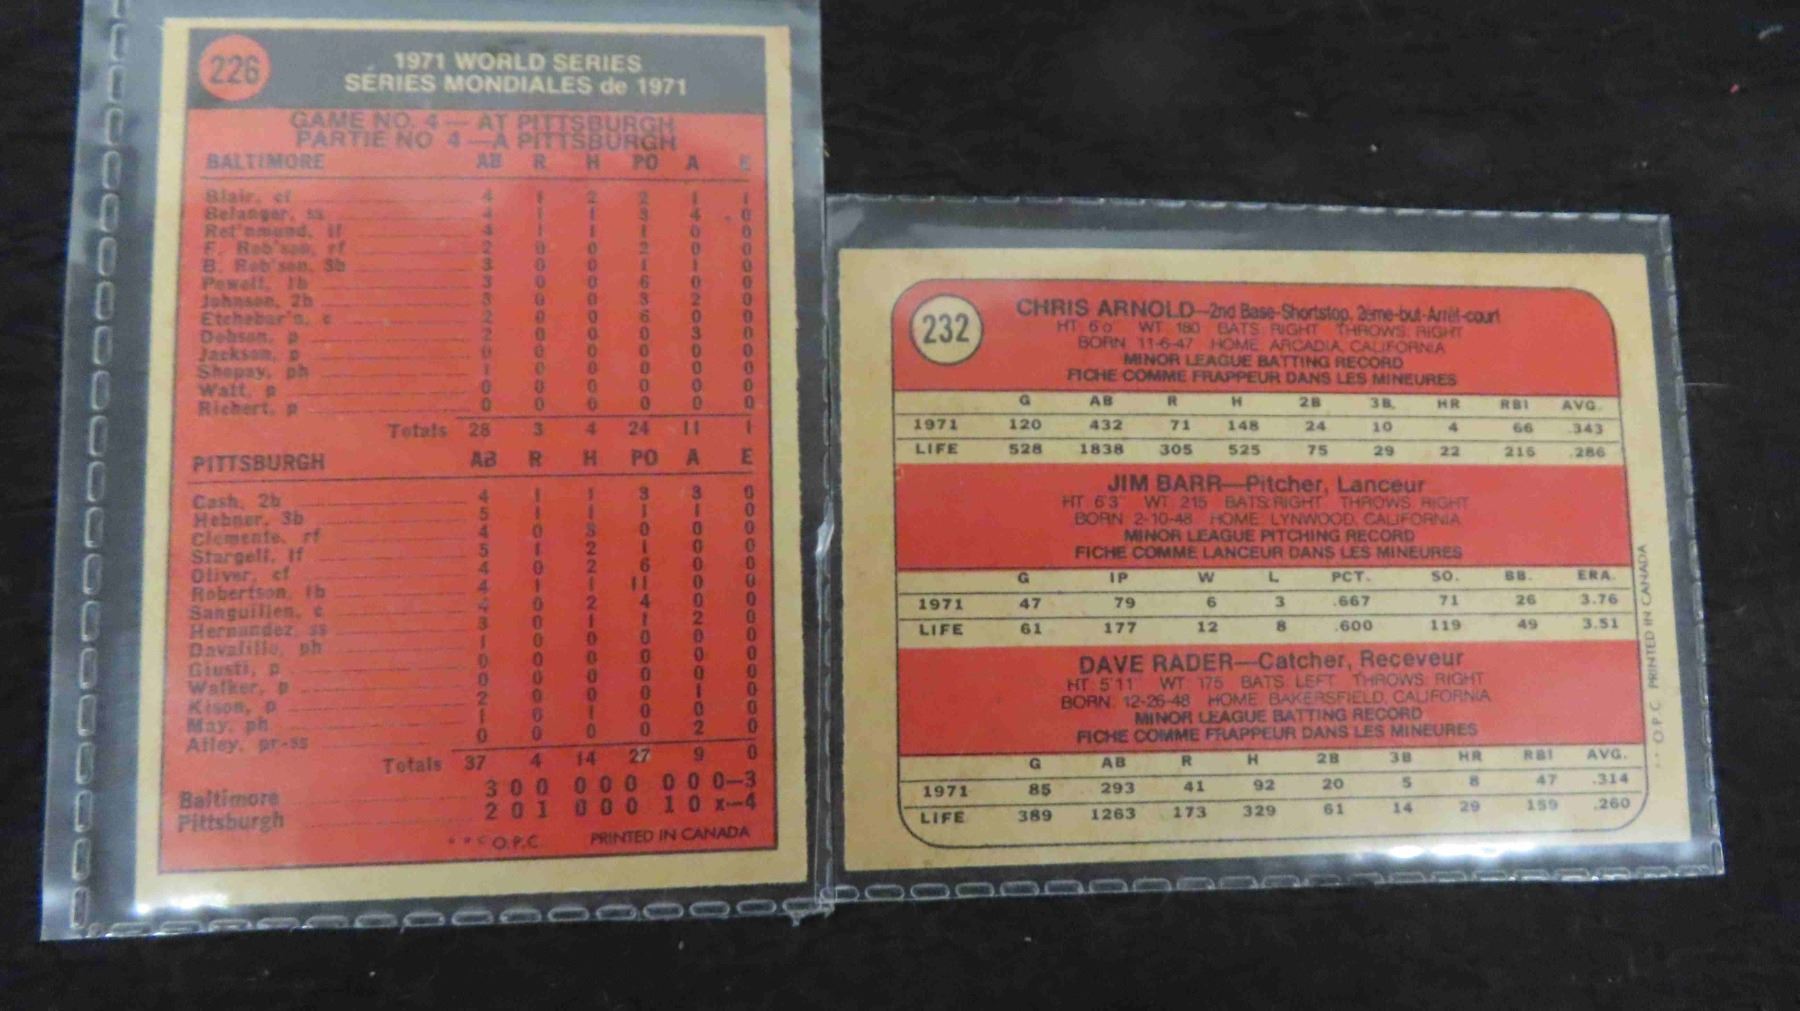 226
1971 WORLD SERIES
SERIES MONDIALES de 1971
GAME NO. 4 — AT PITTSBURGH
PARTIE NO 4 — A PITTSBURGH
BALTIMORE AB R H PO A E
Blair, cf 4 1 2 2 1 1
Belanger, ss 4 1 1 3 4 0
Ret'nmund, lf 4 1 1 1 0 0
F. Rob'son, rf 2 0 0 2 0 0
B. Rob'son, 3b 3 0 0 1 1 0
Powell, 1b 3 0 0 6 0 0
Johnson, 2b 3 0 0 3 2 0
Etchebar'n, c 2 0 0 6 0 0
Dobson, p 2 0 0 0 3 0
Jackson, p 0 0 0 0 0 0
Shopay, ph 1 0 0 0 0 0
Watt, p 0 0 0 0 0 0
Richert, p 0 0 0 0 0 0
Totals 28 3 4 24 11 1
PITTSBURGH AB R H PO A E
Cash, 2b 4 1 1 3 3 0
Hebner, 3b 5 1 1 1 1 0
Clemente, rf 4 0 3 0 0 0
Stargell, lf 5 1 2 1 0 0
Oliver, cf 4 0 2 6 0 0
Robertson, 1b 4 1 1 11 0 0
Sanguillen, c 4 0 2 4 0 0
Hernandez, ss 3 0 1 1 2 0
Davalillo, ph 1 0 0 0 0 0
Giusti, p 0 0 0 0 0 0
Walker, p 0 0 0 0 0 0
Kison, p 2 0 0 0 1 0
May, ph 1 0 1 0 0 0
Alley, pr-ss 0 0 0 0 2 0
Totals 37 4 14 27 9 0
Baltimore 3 0 0 0 0 0 0 0 0—3
Pittsburgh 2 0 1 0 0 0 1 0 x—4
* * © O.P.C. PRINTED IN CANADA
232
CHRIS ARNOLD—2nd Base-Shortstop, 2ème-but-Arrêt-court
HT 6'0" WT 180 BATS: RIGHT THROWS: RIGHT
BORN: 11-6-47 HOME: ARCADIA, CALIFORNIA
MINOR LEAGUE BATTING RECORD
FICHE COMME FRAPPEUR DANS LES MINEURES
G AB R H 2B 3B. HR RBI AVG.
1971 120 432 71 148 24 10 4 66 .343
LIFE 528 1838 305 525 75 29 22 216 .286
JIM BARR—Pitcher, Lanceur
HT 6'3" WT 215 BATS: RIGHT THROWS: RIGHT
BORN: 2-10-48 HOME: LYNWOOD, CALIFORNIA
MINOR LEAGUE PITCHING RECORD
FICHE COMME LANCEUR DANS LES MINEURES
G IP W L PCT. SO. BB. ERA
1971 47 79 6 3 .667 71 26 3.76
LIFE 61 177 12 8 .600 119 49 3.51
DAVE RADER—Catcher, Receveur
HT: 5'11" WT: 175 BATS: LEFT THROWS: RIGHT
BORN: 12-26-48 HOME: BAKERSFIELD, CALIFORNIA
MINOR LEAGUE BATTING RECORD
FICHE COMME FRAPPEUR DANS LES MINEURES
G AB R H 2B 3B HR RBI AVG.
1971 85 293 41 92 20 5 8 47 .314
LIFE 389 1263 173 329 61 14 29 159 .260
* * O.P.C. PRINTED IN CANADA